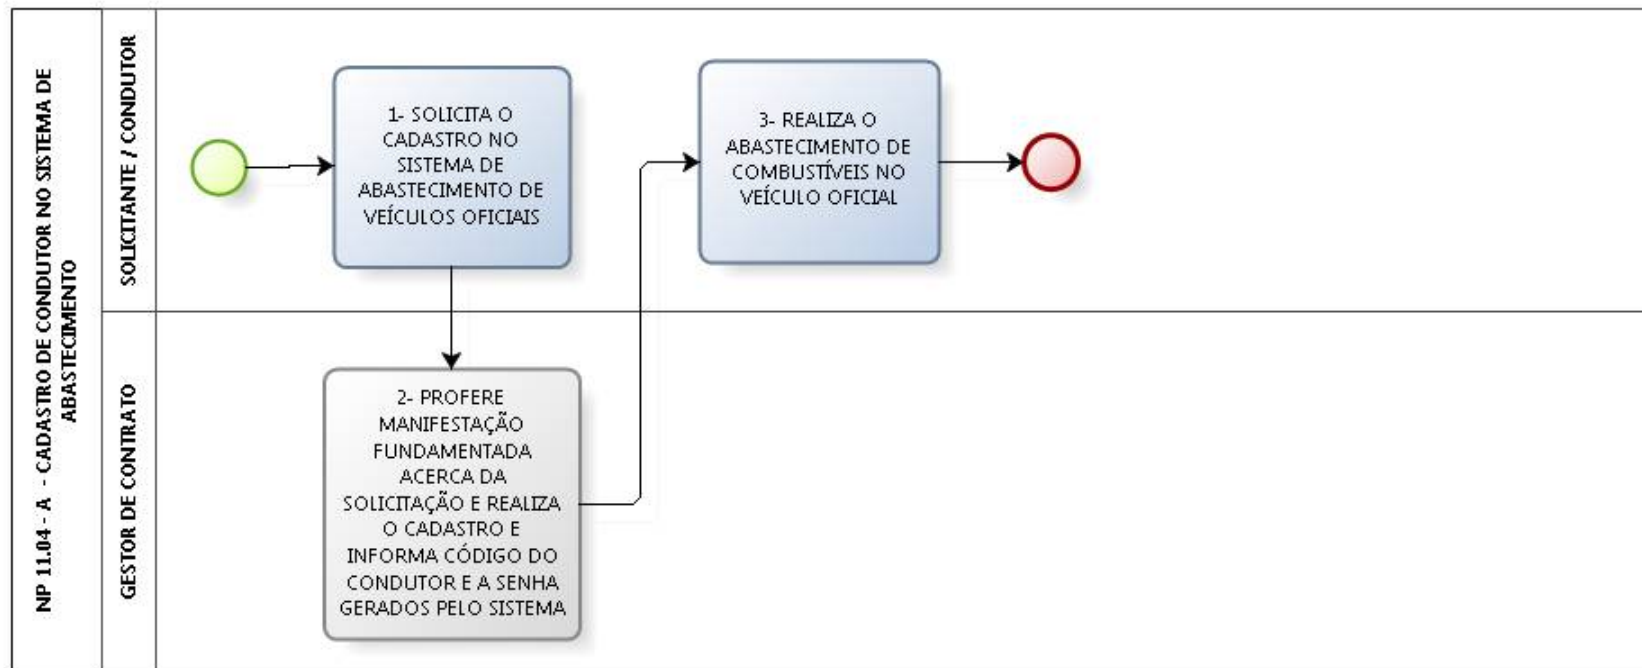 NP 11.04 - A - CADASTRO DE CONDUTOR NO SISTEMA DE
ABASTECIMENTO
SOLICITANTE / CONDUTOR
1- SOLICITA O
CADASTRO NO
SISTEMA DE
ABASTECIMENTO DE
VEÍCULOS OFICIAIS
3- REALIZA O
ABASTECIMENTO DE
COMBUSTÍVEIS NO
VEÍCULO OFICIAL
GESTOR DE CONTRATO
2- PROFERE
MANIFESTAÇÃO
FUNDAMENTADA
ACERCA DA
SOLICITAÇÃO E REALIZA
O CADASTRO E
INFORMA CÓDIGO DO
CONDUTOR E A SENHA
GERADOS PELO SISTEMA